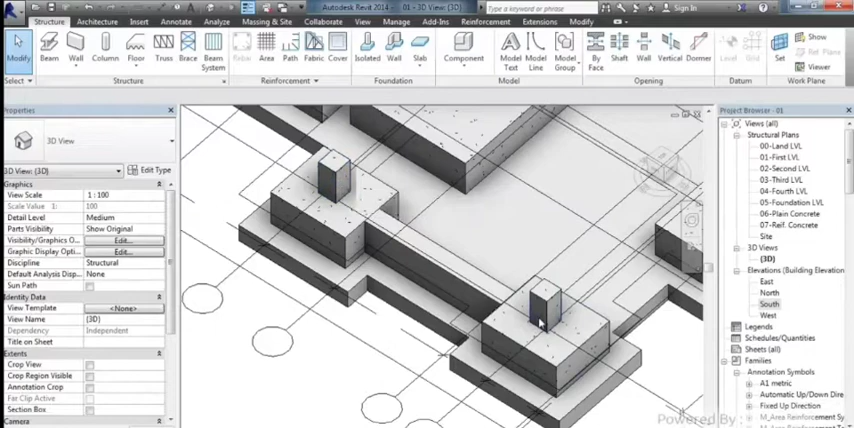 Autodesk Revit 2014 - 01 - 3D View: {3D}
Type a keyword or phrase
Sign In
Structure Architecture Insert Annotate Analyze Massing & Site Collaborate View Manage Add-Ins Reinforcement Extensions Modify
Modify Beam Wall Column Floor Truss Brace Beam System Rebar Area Path Fabric Cover Isolated Wall Slab Component Model Text Model Line Model Group By Face Shaft Wall Vertical Dormer Level Grid Set Show Ref Plane Viewer
Select Structure Reinforcement Foundation Model Opening Datum Work Plane
Properties
3D View
3D View: {3D} Edit Type
Graphics
View Scale 1 : 100
Scale Value 1: 100
Detail Level Medium
Parts Visibility Show Original
Visibility/Graphics O... Edit...
Graphic Display Opti... Edit...
Discipline Structural
Default Analysis Disp... None
Sun Path
Identity Data
View Template <None>
View Name {3D}
Dependency Independent
Title on Sheet
Extents
Crop View
Crop Region Visible
Annotation Crop
Far Clip Active
Section Box
Camera
Project Browser - 01
Views (all)
Structural Plans
00-Land LVL
01-First LVL
02-Second LVL
03-Third LVL
04-Fourth LVL
05-Foundation LVL
06-Plain Concrete
07-Reif. Concrete
Site
3D Views
{3D}
Elevations (Building Elevation
East
North
South
West
Legends
Schedules/Quantities
Sheets (all)
Families
Annotation Symbols
A1 metric
Automatic Up/Down Dire
Fixed Up Direction
M_Area Reinforcement Sy
Powered By :